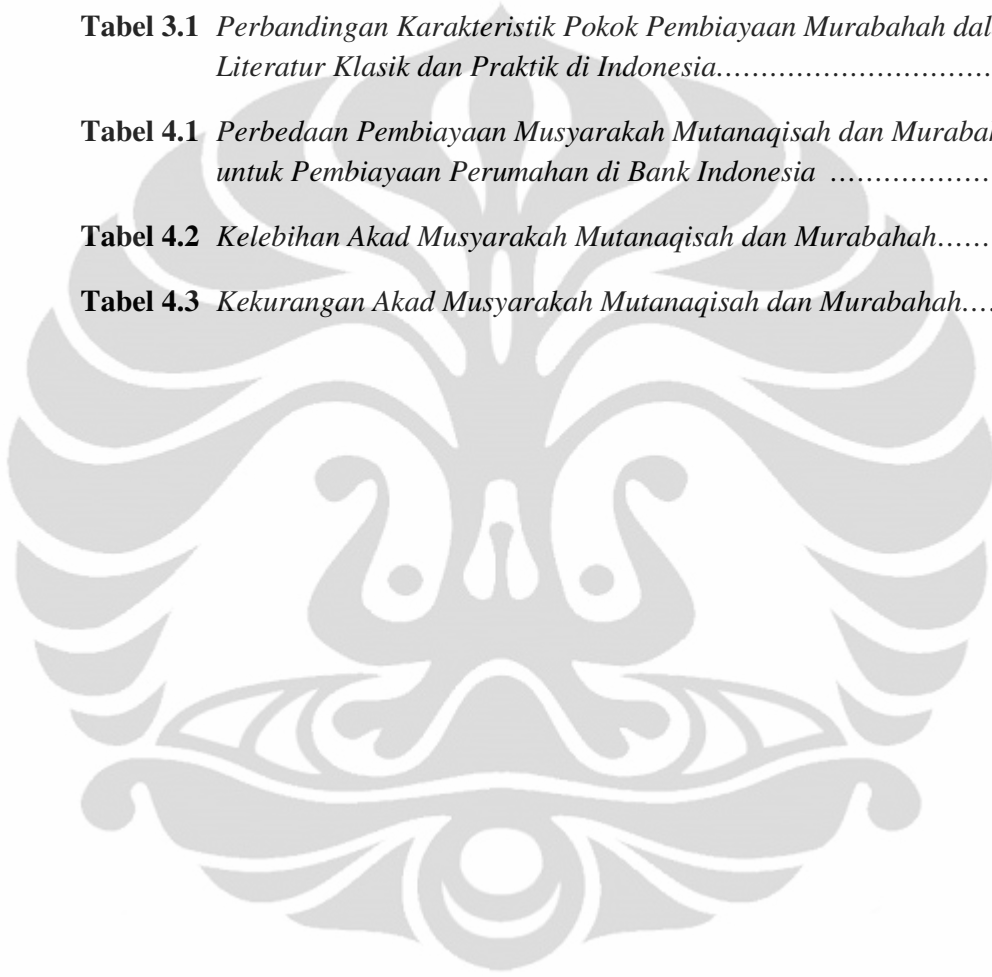 Tabel 3.1 Perbandingan Karakteristik Pokok Pembiayaan Murabahah dal
Literatur Klasik dan Praktik di Indonesia……………………………
Tabel 4.1 Perbedaan Pembiayaan Musyarakah Mutanaqisah dan Muraba
untuk Pembiayaan Perumahan di Bank Indonesia ………………
Tabel 4.2 Kelebihan Akad Musyarakah Mutanaqisah dan Murabahah……
Tabel 4.3 Kekurangan Akad Musyarakah Mutanaqisah dan Murabahah….